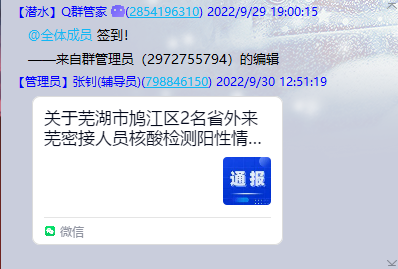 【潜水】Q群管家(2854196310) 2022/9/29 19:00:15
@全体成员 签到！
——来自群管理员（2972755794）的编辑
【管理员】张钊(辅导员)(798846150) 2022/9/30 12:51:19
关于芜湖市鸠江区2名省外来
芜密接人员核酸检测阳性情...
通报
微信